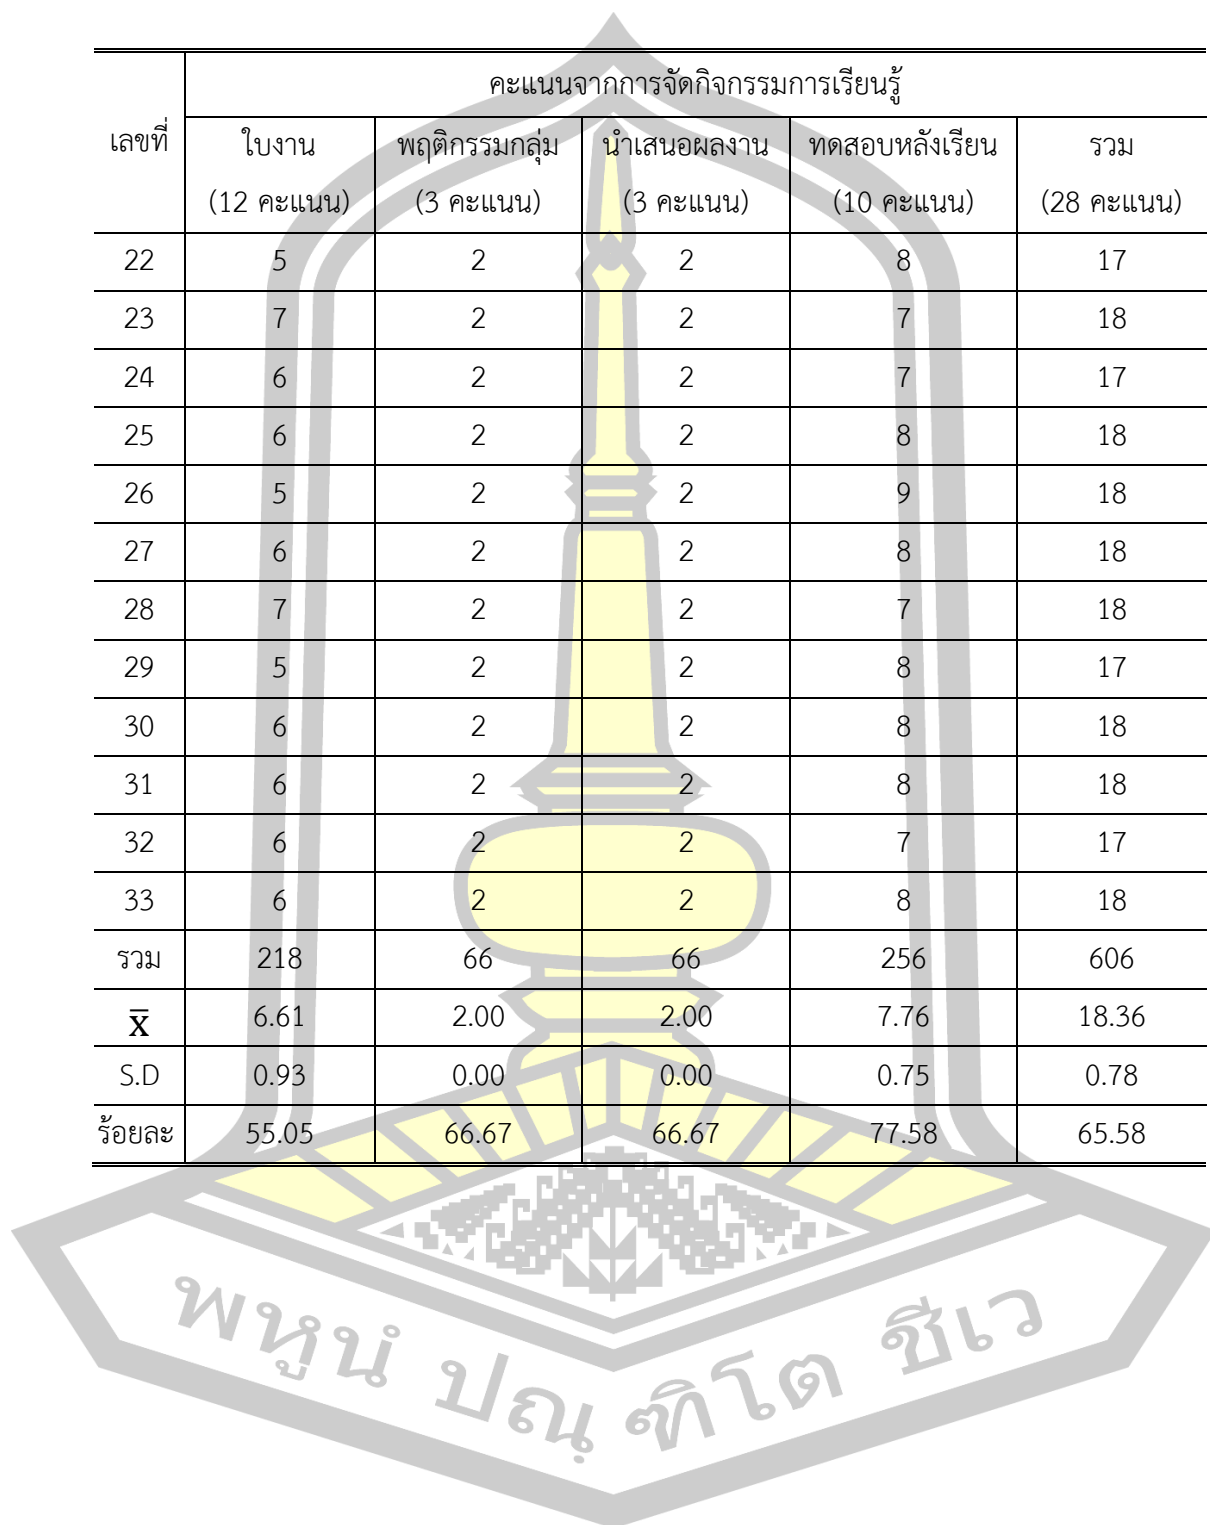 คะแนนจากการจัดกิจกรรมการเรียนรู้
เลขที่ ใบงาน พฤติกรรมกลุ่ม นำเสนอผลงาน ทดสอบหลังเรียน รวม
(12 คะแนน) (3 คะแนน) (3 คะแนน) (10 คะแนน) (28 คะแนน)
22 5 2 2 8 17
23 7 2 2 7 18
24 6 2 2 7 17
25 6 2 2 8 18
26 5 2 2 9 18
27 6 2 2 8 18
28 7 2 2 7 18
29 5 2 2 8 17
30 6 2 2 8 18
31 6 2 2 8 18
32 6 2 2 7 17
33 6 2 2 8 18
รวม 218 66 66 256 606
x̄ 6.61 2.00 2.00 7.76 18.36
S.D 0.93 0.00 0.00 0.75 0.78
ร้อยละ 55.05 66.67 66.67 77.58 65.58
พหูนํ ปณฺ ฑิโต ชีเว